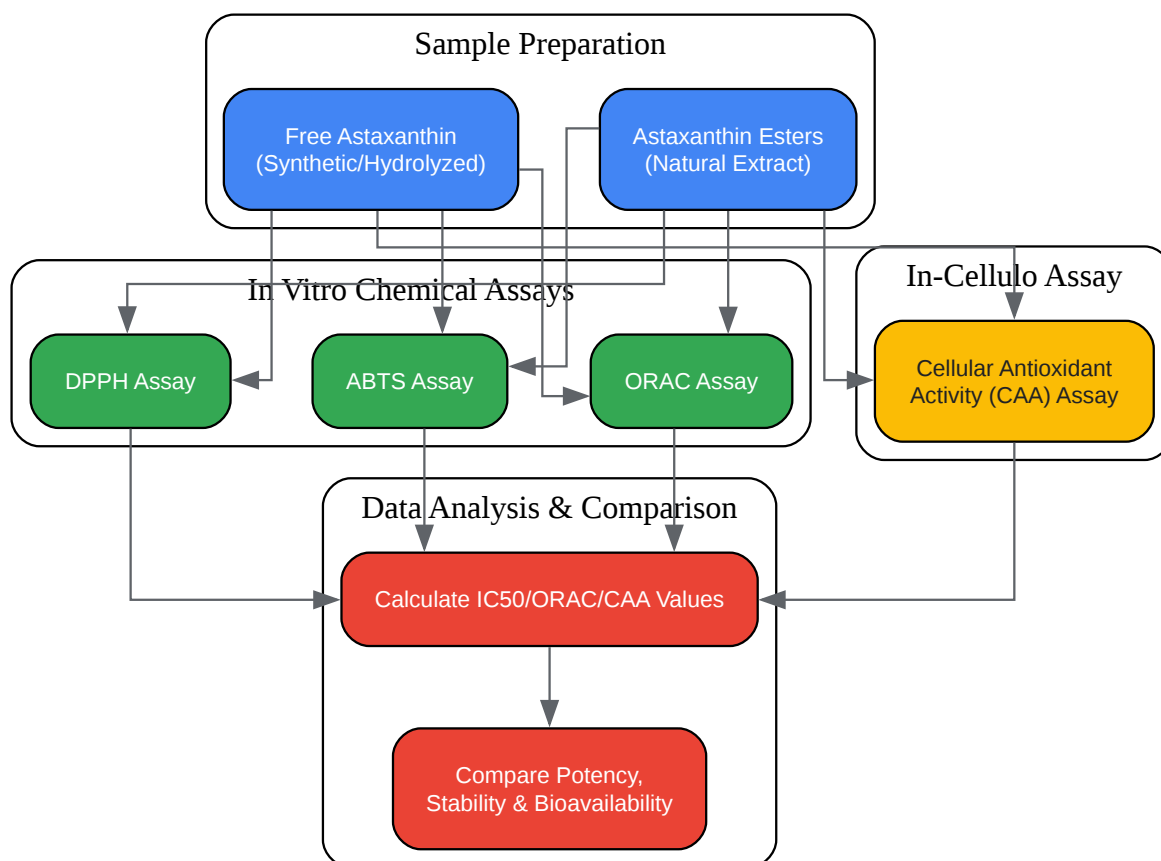 Sample Preparation
Free Astaxanthin
(Synthetic/Hydrolyzed)
Astaxanthin Esters
(Natural Extract)
In Vitro Chemical Assays
In-Cellulo Assay
DPPH Assay
ABTS Assay
ORAC Assay
Cellular Antioxidant
Activity (CAA) Assay
Data Analysis & Comparison
Calculate IC50/ORAC/CAA Values
Compare Potency,
Stability & Bioavailability